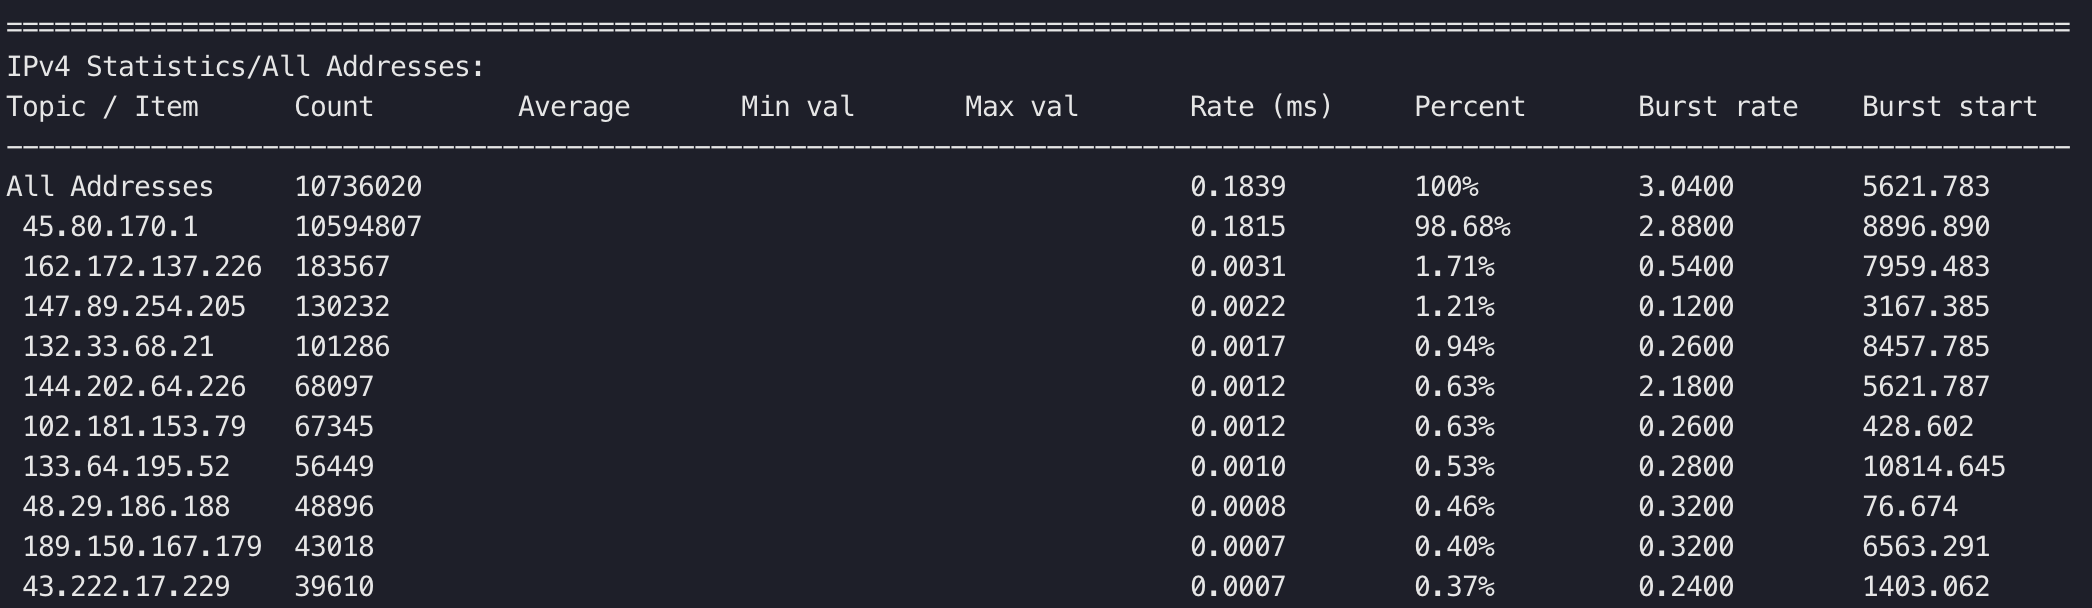 =================================================================================================================================
IPv4 Statistics/All Addresses:
Topic / Item      Count         Average       Min val       Max val       Rate (ms)     Percent       Burst rate    Burst start
---------------------------------------------------------------------------------------------------------------------------------
All Addresses     10736020                                                0.1839        100%          3.0400        5621.783
 45.80.170.1      10594807                                                0.1815        98.68%        2.8800        8896.890
 162.172.137.226  183567                                                  0.0031        1.71%         0.5400        7959.483
 147.89.254.205   130232                                                  0.0022        1.21%         0.1200        3167.385
 132.33.68.21     101286                                                  0.0017        0.94%         0.2600        8457.785
 144.202.64.226   68097                                                   0.0012        0.63%         2.1800        5621.787
 102.181.153.79   67345                                                   0.0012        0.63%         0.2600        428.602
 133.64.195.52    56449                                                   0.0010        0.53%         0.2800        10814.645
 48.29.186.188    48896                                                   0.0008        0.46%         0.3200        76.674
 189.150.167.179  43018                                                   0.0007        0.40%         0.3200        6563.291
 43.222.17.229    39610                                                   0.0007        0.37%         0.2400        1403.062